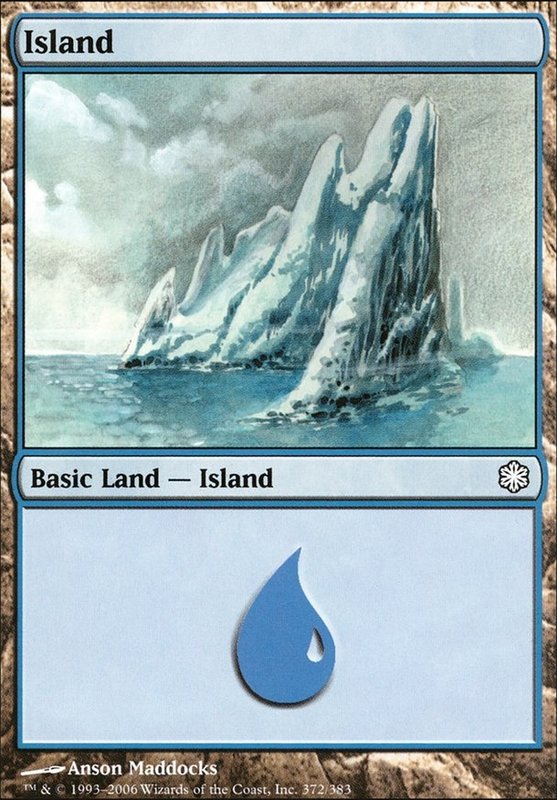 Island
Basic Land — Island
Anson Maddocks
™ & © 1993–2006 Wizards of the Coast, Inc. 372/383